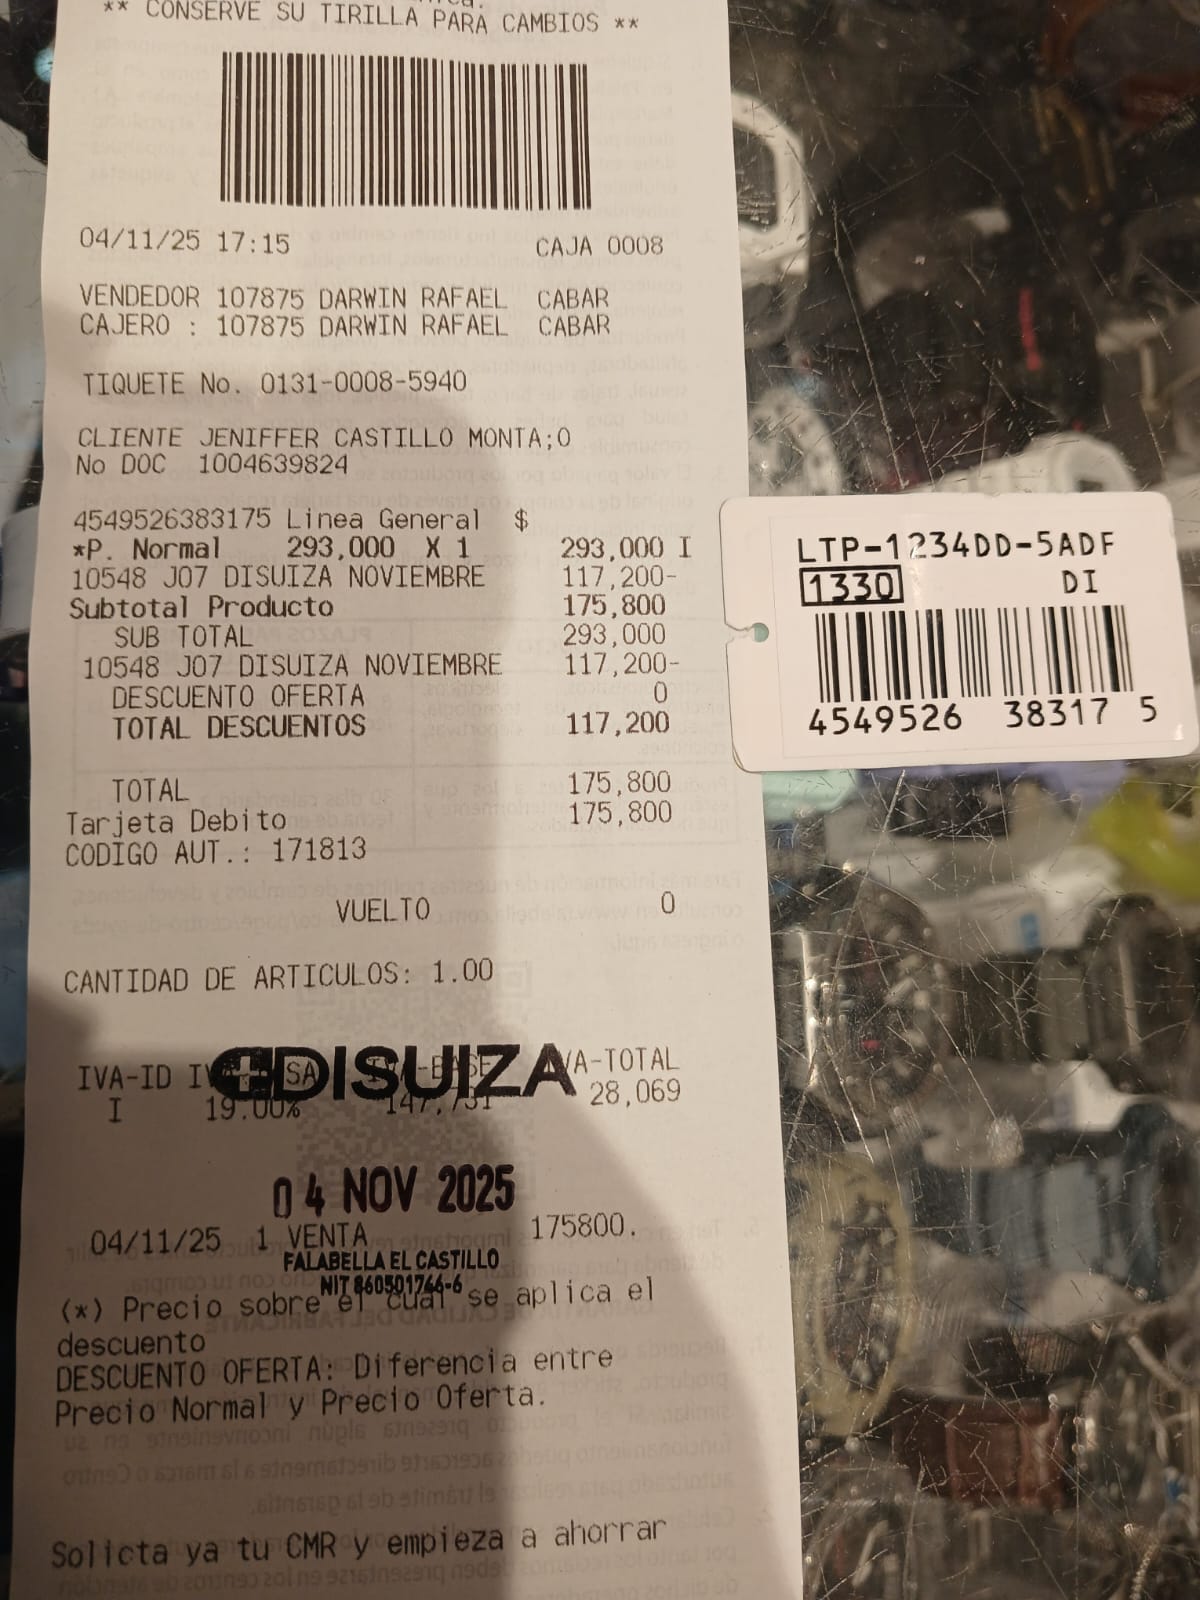 ** CONSERVE SU TIRILLA PARA CAMBIOS **
04/11/25 17:15 CAJA 0008
VENDEDOR 107875 DARWIN RAFAEL CABAR
CAJERO : 107875 DARWIN RAFAEL CABAR
TIQUETE No. 0131-0008-5940
CLIENTE JENIFFER CASTILLO MONTA;O
No DOC 1004639824
4549526383175 Linea General $
*P. Normal 293,000 X 1 293,000 I
10548 J07 DISUIZA NOVIEMBRE 117,200-
Subtotal Producto 175,800
SUB TOTAL 293,000
10548 J07 DISUIZA NOVIEMBRE 117,200-
DESCUENTO OFERTA 0
TOTAL DESCUENTOS 117,200
TOTAL 175,800
Tarjeta Debito 175,800
CODIGO AUT.: 171813
VUELTO 0
CANTIDAD DE ARTICULOS: 1.00
DISUIZA
IVA-ID
I 19.00% 147,731 28,069
04 NOV 2025
04/11/25 1 VENTA 175800.
FALABELLA EL CASTILLO
NIT 860501766-6
(*) Precio sobre el cual se aplica el
descuento
DESCUENTO OFERTA: Diferencia entre
Precio Normal y Precio Oferta.
Solicta ya tu CMR y empieza a ahorrar
LTP-1234DD-5ADF
1330 DI
4549526 38317 5